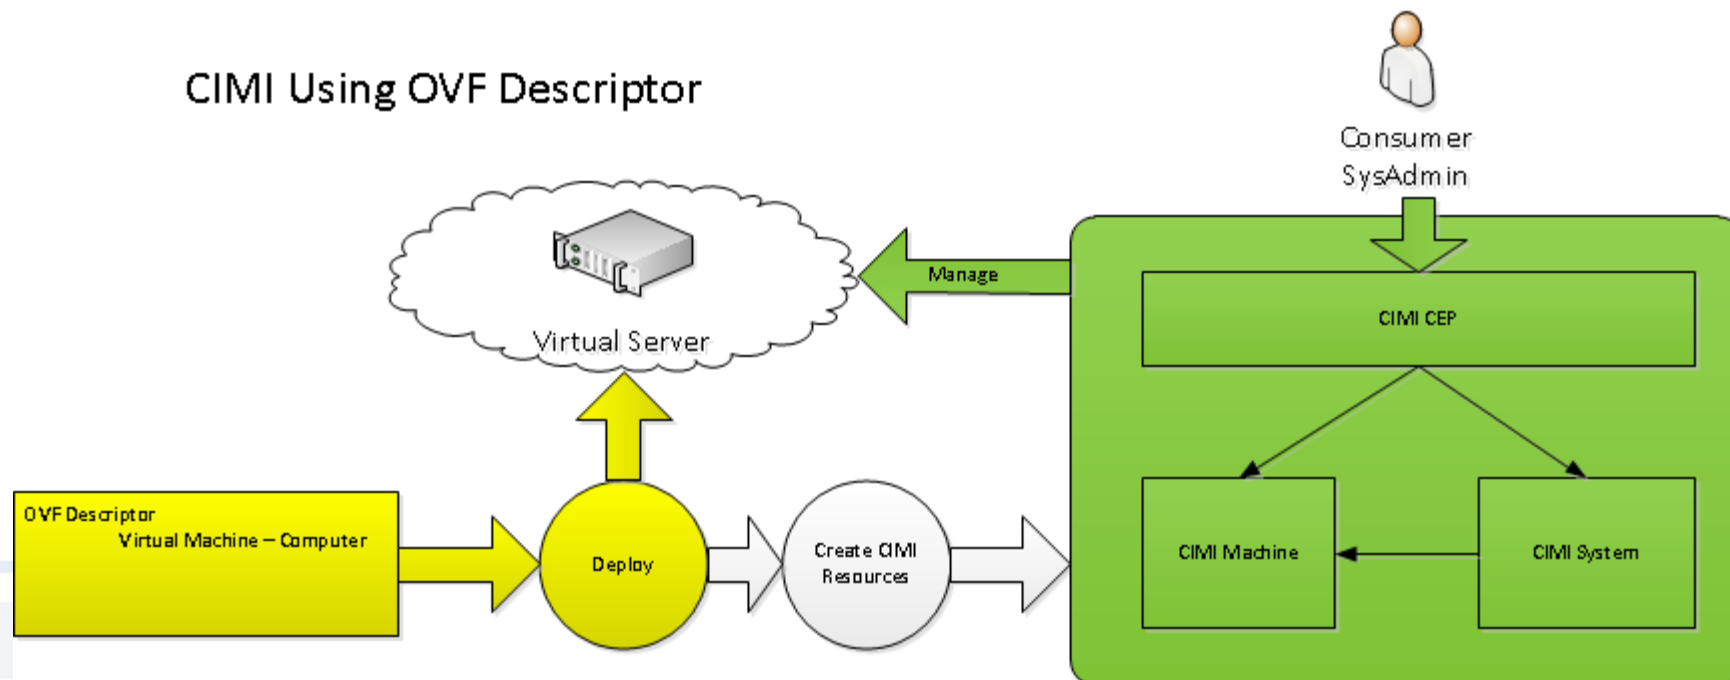 CIMI Using OVF Descriptor
Consumer
SysAdmin
Virtual Server
Manage
CIMI CEP
OVF Descriptor
Virtual Machine – Computer
Deploy
Create CIMI
Resources
CIMI Machine
CIMI System